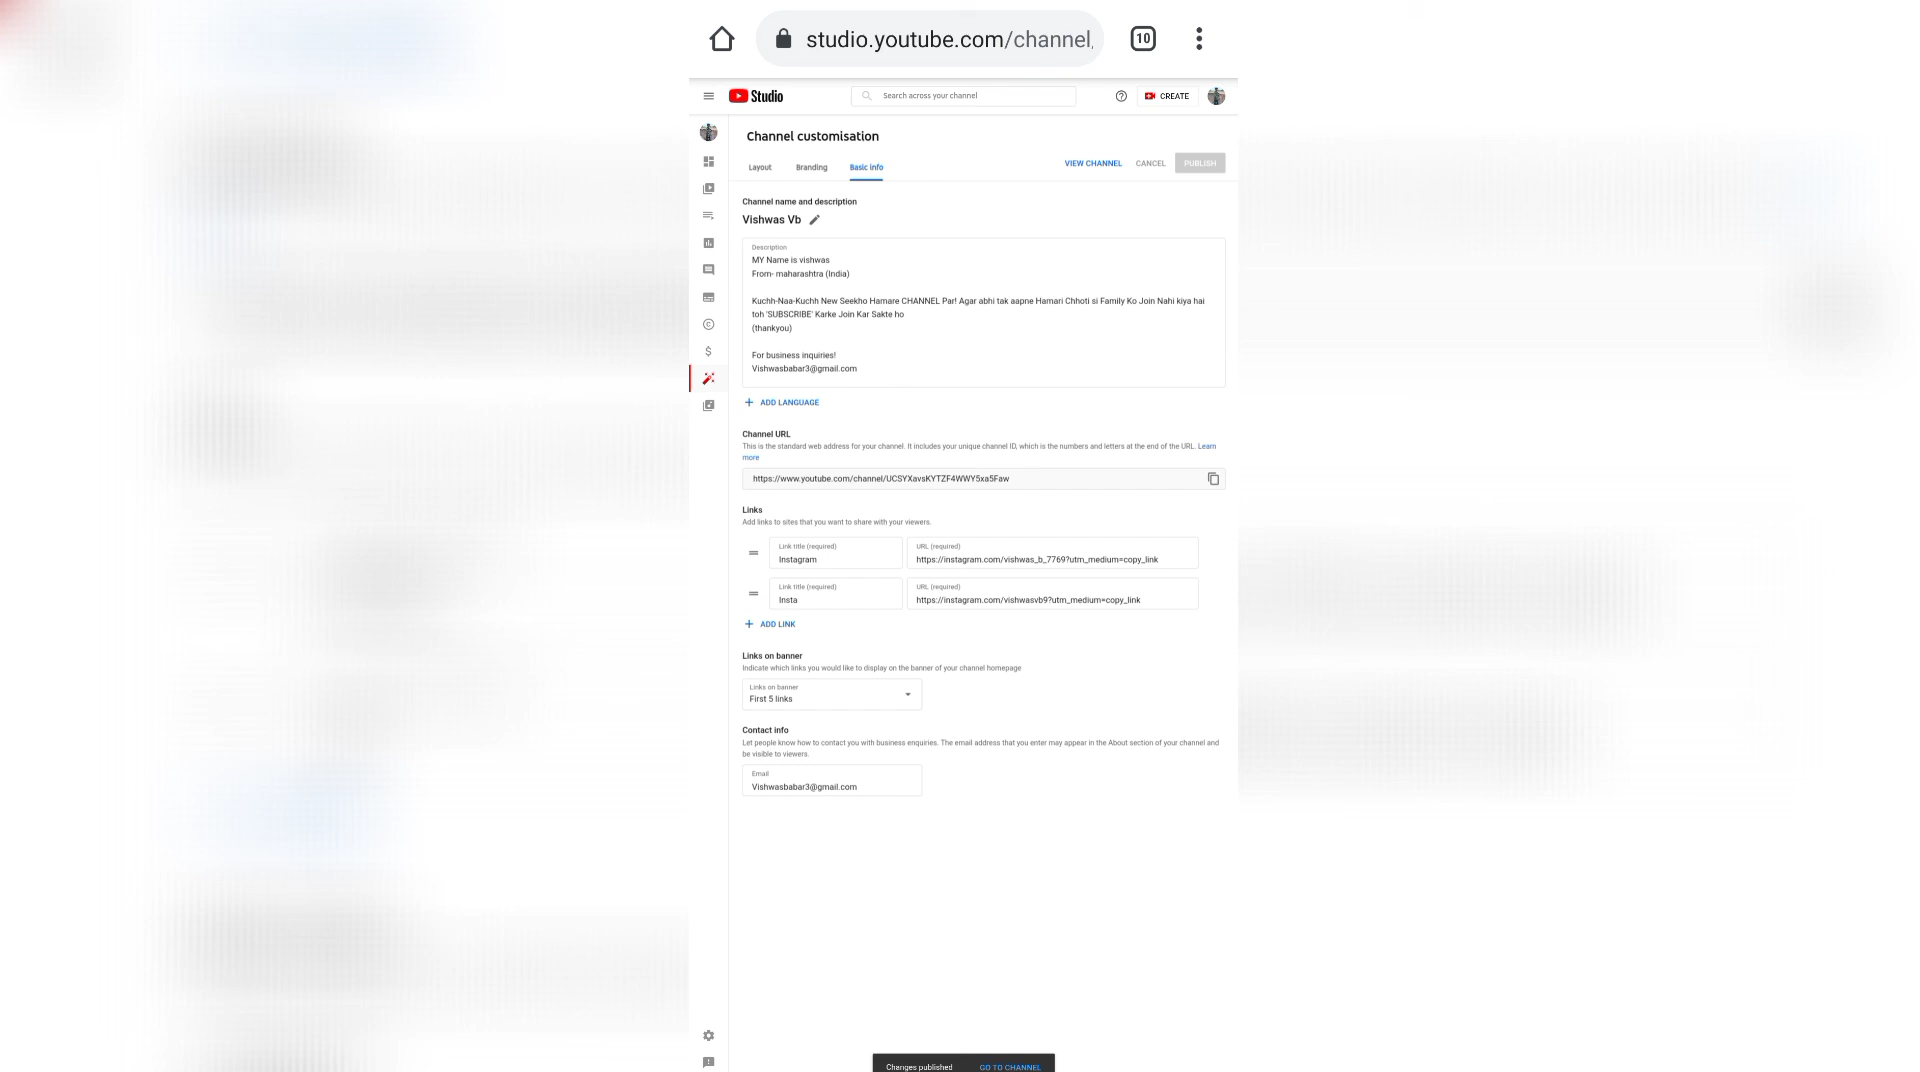 studio.youtube.com/channel,
10
Studio
Search across your channel
CREATE
Channel customisation
Layout
Branding
Basic info
VIEW CHANNEL
CANCEL
PUBLISH
Channel name and description
Vishwas Vb
Description
MY Name is vishwas
From- maharashtra (India)
Kuchh-Naa-Kuchh New Seekho Hamare CHANNEL Par! Agar abhi tak aapne Hamari Chhoti si Family Ko Join Nahi kiya hai
toh 'SUBSCRIBE' Karke Join Kar Sakte ho
(thankyou)
For business inquiries!
Vishwasbabar3@gmail.com
ADD LANGUAGE
Channel URL
This is the standard web address for your channel. It includes your unique channel ID, which is the numbers and letters at the end of the URL. Learn
more
https://www.youtube.com/channel/UCSYXavsKYTZF4WWY5xa5Faw
Links
Add links to sites that you want to share with your viewers.
Link title (required)
Instagram
URL (required)
https://instagram.com/vishwas_b_7769?utm_medium=copy_link
Link title (required)
Insta
URL (required)
https://instagram.com/vishwasvb9?utm_medium=copy_link
ADD LINK
Links on banner
Indicate which links you would like to display on the banner of your channel homepage
Links on banner
First 5 links
Contact info
Let people know how to contact you with business enquiries. The email address that you enter may appear in the About section of your channel and
be visible to viewers.
Email
Vishwasbabar3@gmail.com
Changes published
GO TO CHANNEL